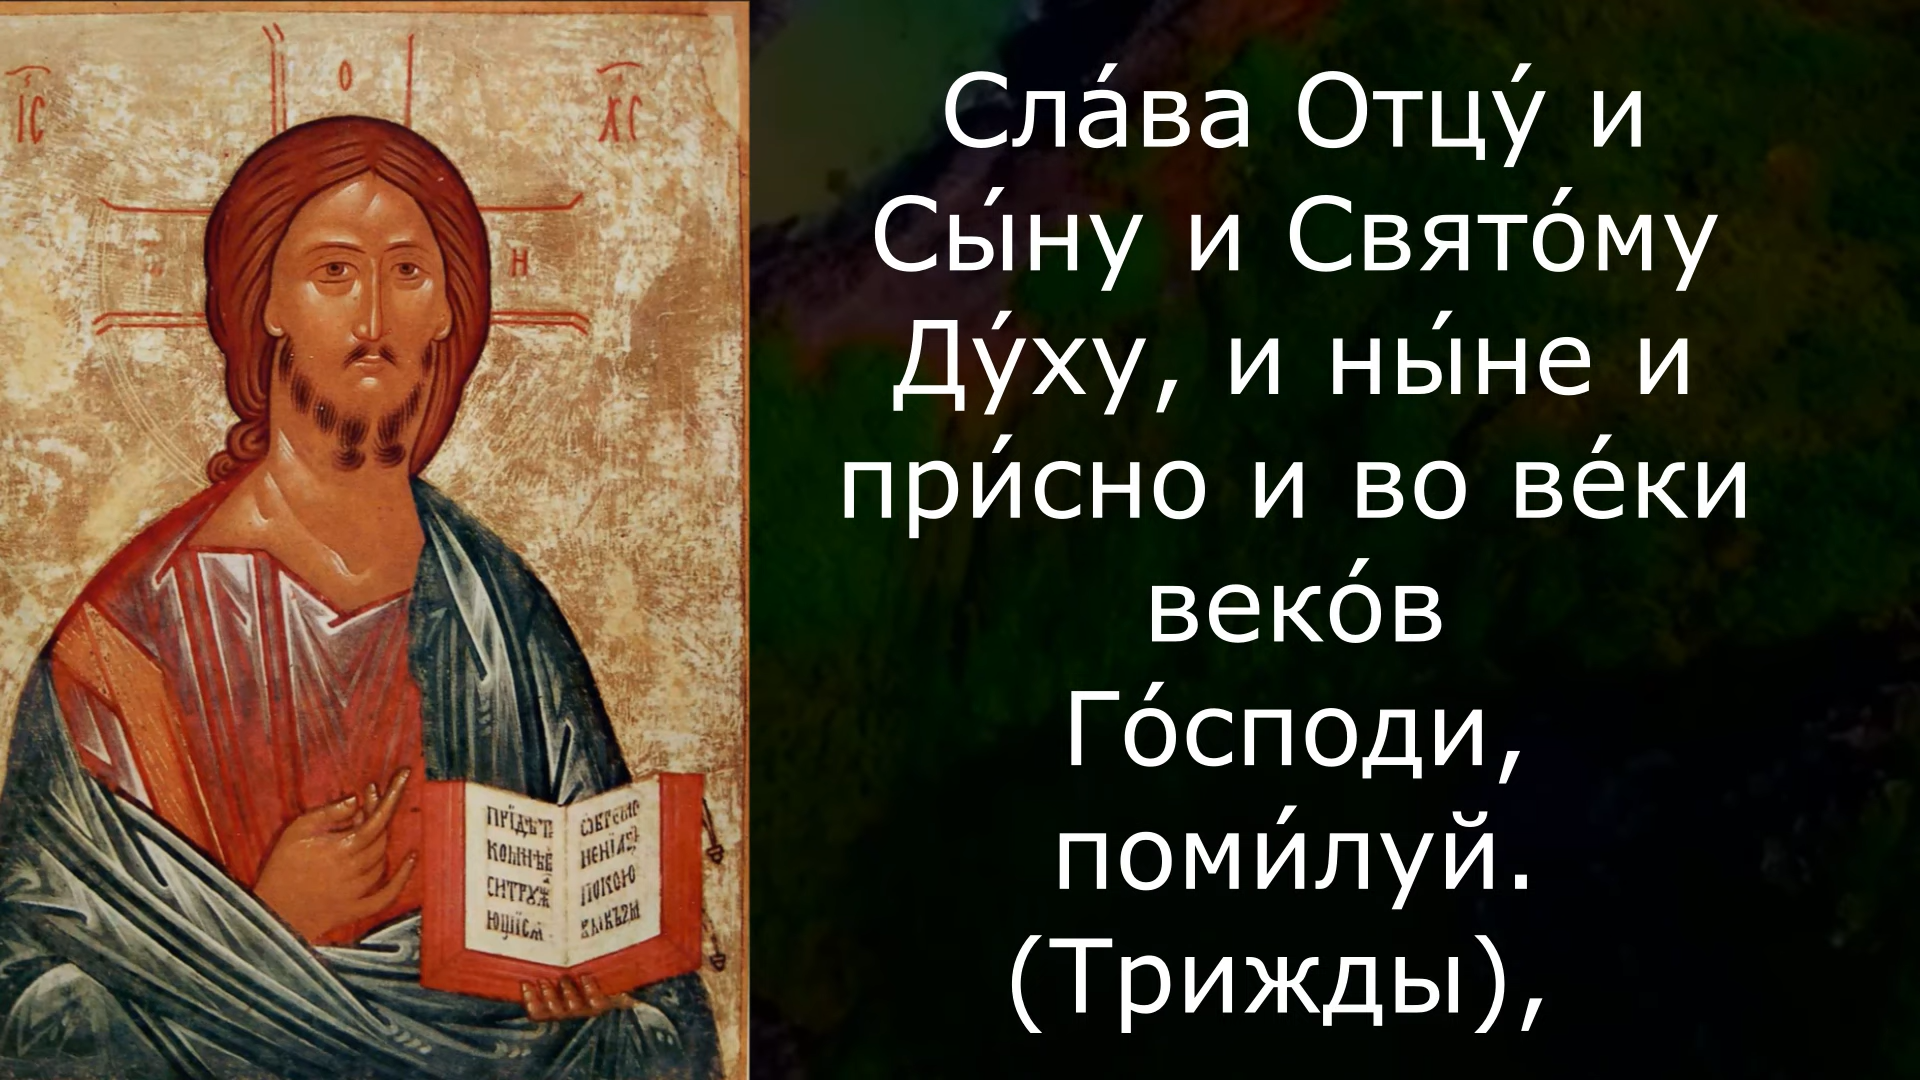 І҃С
О
Х҃С
Н
Сла́ва Отцу́ и
Сы́ну и Свято́му
Ду́ху, и ны́не и
при́сно и во ве́ки
веко́в
Го́споди,
поми́луй.
(Трижды),